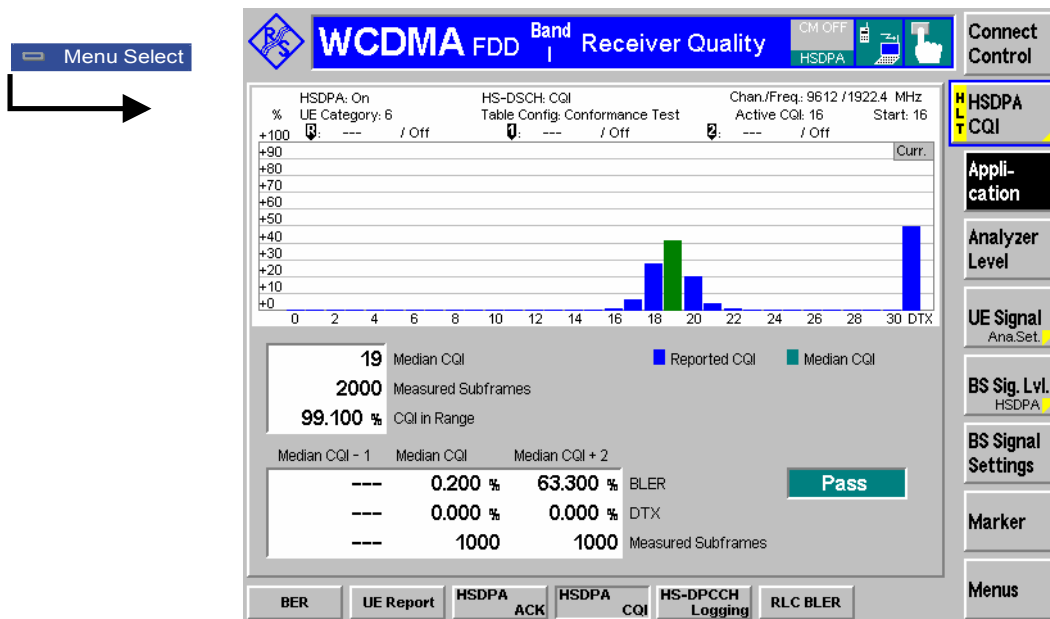 Menu Select
R S
WCDMA FDD Band I Receiver Quality
CM OFF
HSDPA
Connect Control
HSDPA: On HS-DSCH: CQI Chan./Freq.: 9612 / 1922.4 MHz
% UE Category: 6 Table Config: Conformance Test Active CQI: 16 Start: 16
R: --- / Off 1: --- / Off 2: --- / Off
+100
+90
+80
+70
+60
+50
+40
+30
+20
+10
+0
Curr.
0 2 4 6 8 10 12 14 16 18 20 22 24 26 28 30 DTX
19 Median CQI
Reported CQI Median CQI
2000 Measured Subframes
99.100 % CQI in Range
Median CQI - 1 Median CQI Median CQI + 2
--- 0.200 % 63.300 % BLER
Pass
--- 0.000 % 0.000 % DTX
--- 1000 1000 Measured Subframes
HLT
HSDPA CQI
Appli-
cation
Analyzer
Level
UE Signal
Ana.Set.
BS Sig. Lvl.
HSDPA
BS Signal
Settings
Marker
Menus
BER
UE Report
HSDPA ACK
HSDPA CQI
HS-DPCCH Logging
RLC BLER